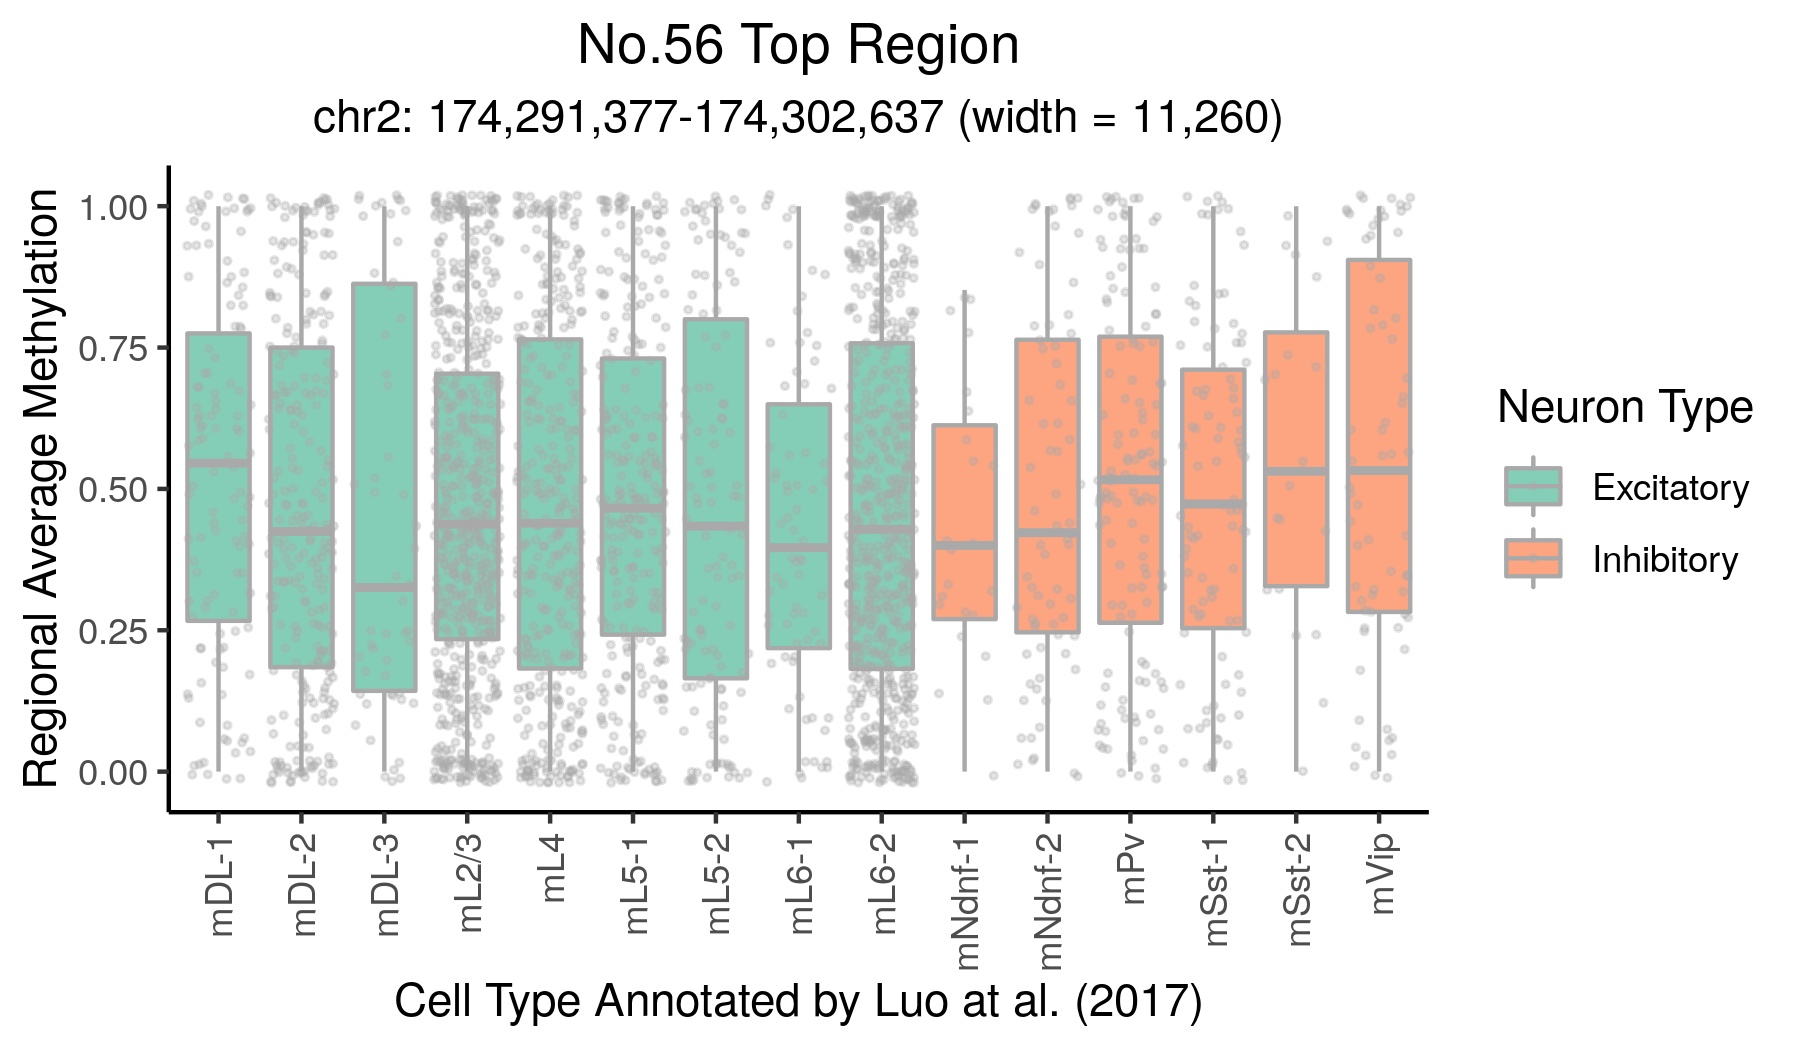 No.56 Top Region
chr2: 174,291,377-174,302,637 (width = 11,260)
Regional Average Methylation
1.00
0.75
0.50
0.25
0.00
mDL-1
mDL-2
mDL-3
mL2/3
mL4
mL5-1
mL5-2
mL6-1
mL6-2
mNdnf-1
mNdnf-2
mPv
mSst-1
mSst-2
mVip
Cell Type Annotated by Luo at al. (2017)
Neuron Type
Excitatory
Inhibitory